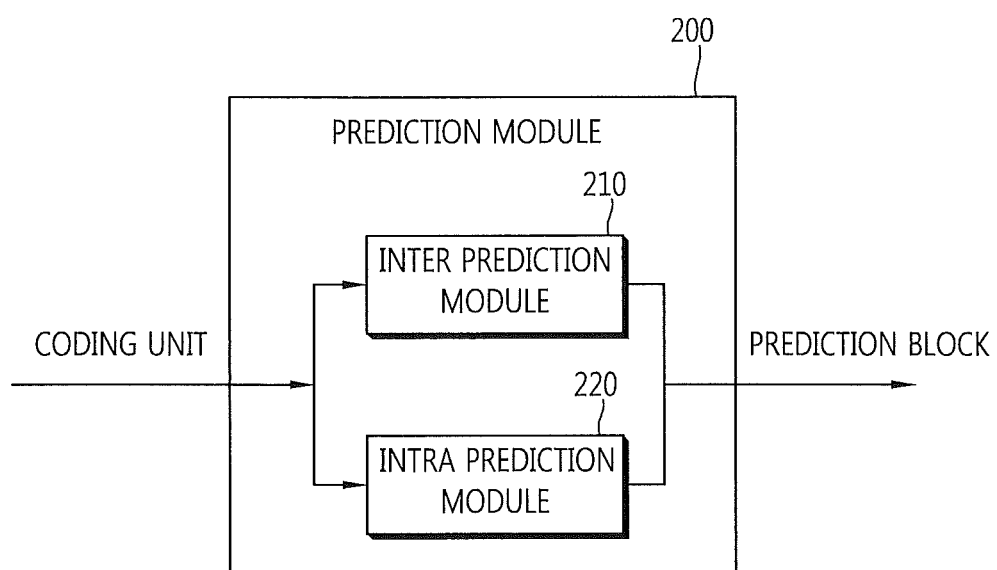 200
PREDICTION MODULE
210
INTER PREDICTION
MODULE
CODING UNIT
PREDICTION BLOCK
220
INTRA PREDICTION
MODULE